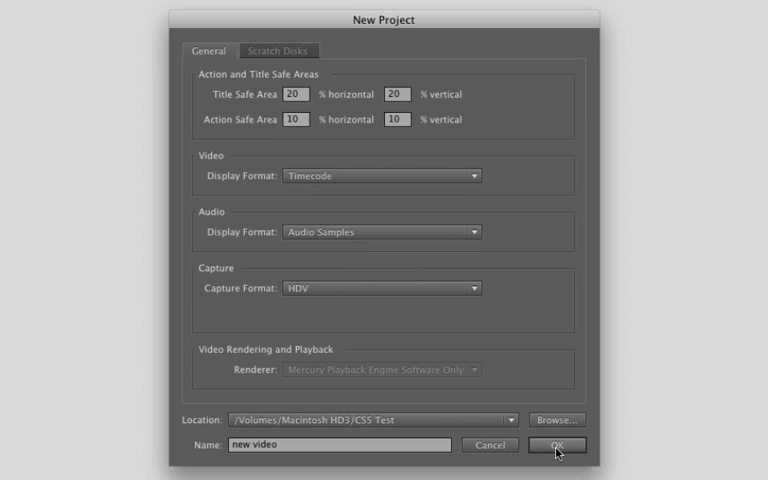 New Project
General Scratch Disks
Action and Title Safe Areas
Title Safe Area 20 % horizontal 20 % vertical
Action Safe Area 10 % horizontal 10 % vertical
Video
Display Format: Timecode
Audio
Display Format: Audio Samples
Capture
Capture Format: HDV
Video Rendering and Playback
Renderer: Mercury Playback Engine Software Only
Location: /Volumes/Macintosh HD3/CS5 Test Browse...
Name: new video Cancel OK